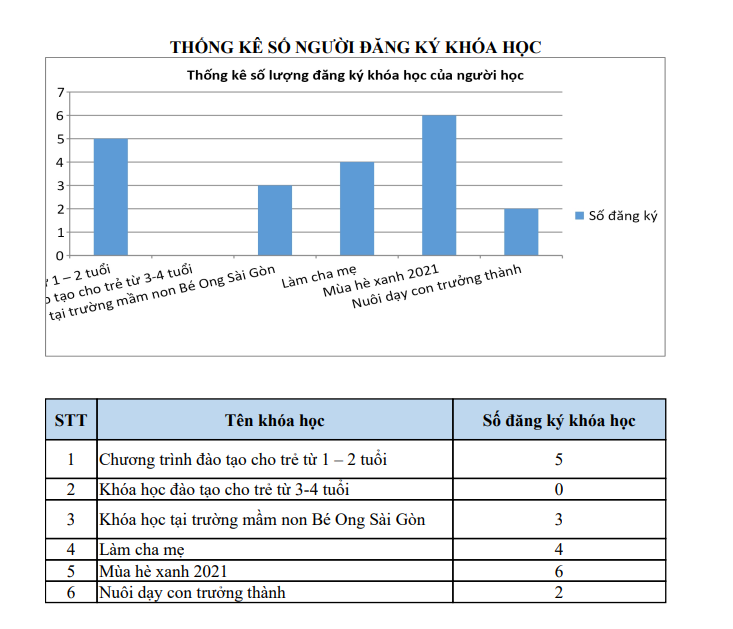 THỐNG KÊ SỐ NGƯỜI ĐĂNG KÝ KHÓA HỌC
Thống kê số lượng đăng ký khóa học của người học
7
6
5
4
3
2
1
0
1 – 2 tuổi
tạo cho trẻ từ 3-4 tuổi
tại trường mầm non Bé Ong Sài Gòn
Làm cha mẹ
Mùa hè xanh 2021
Nuôi dạy con trưởng thành
Số đăng ký
STT Tên khóa học Số đăng ký khóa học
1 Chương trình đào tạo cho trẻ từ 1 – 2 tuổi 5
2 Khóa học đào tạo cho trẻ từ 3-4 tuổi 0
3 Khóa học tại trường mầm non Bé Ong Sài Gòn 3
4 Làm cha mẹ 4
5 Mùa hè xanh 2021 6
6 Nuôi dạy con trưởng thành 2